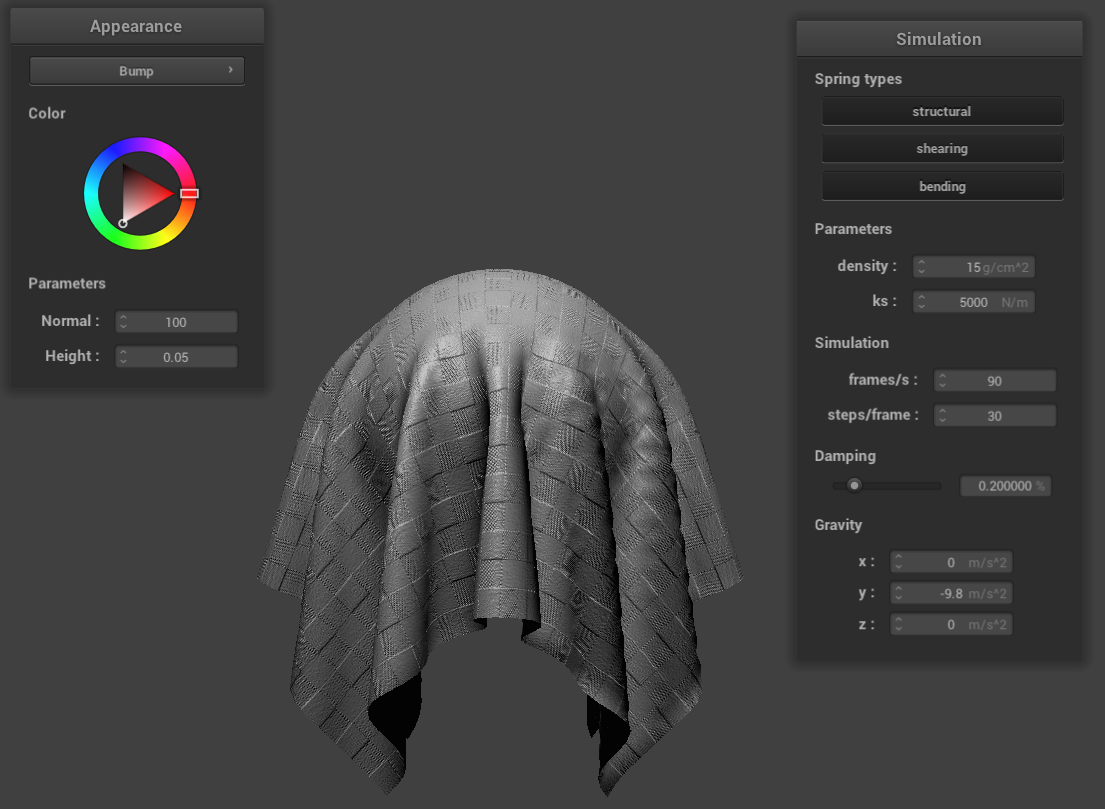 Appearance
Bump
Color
Parameters
Normal : 100
Height : 0.05
Simulation
Spring types
structural
shearing
bending
Parameters
density : 15 g/cm^2
ks : 5000 N/m
Simulation
frames/s : 90
steps/frame : 30
Damping
0.200000 %
Gravity
x : 0 m/s^2
y : -9.8 m/s^2
z : 0 m/s^2